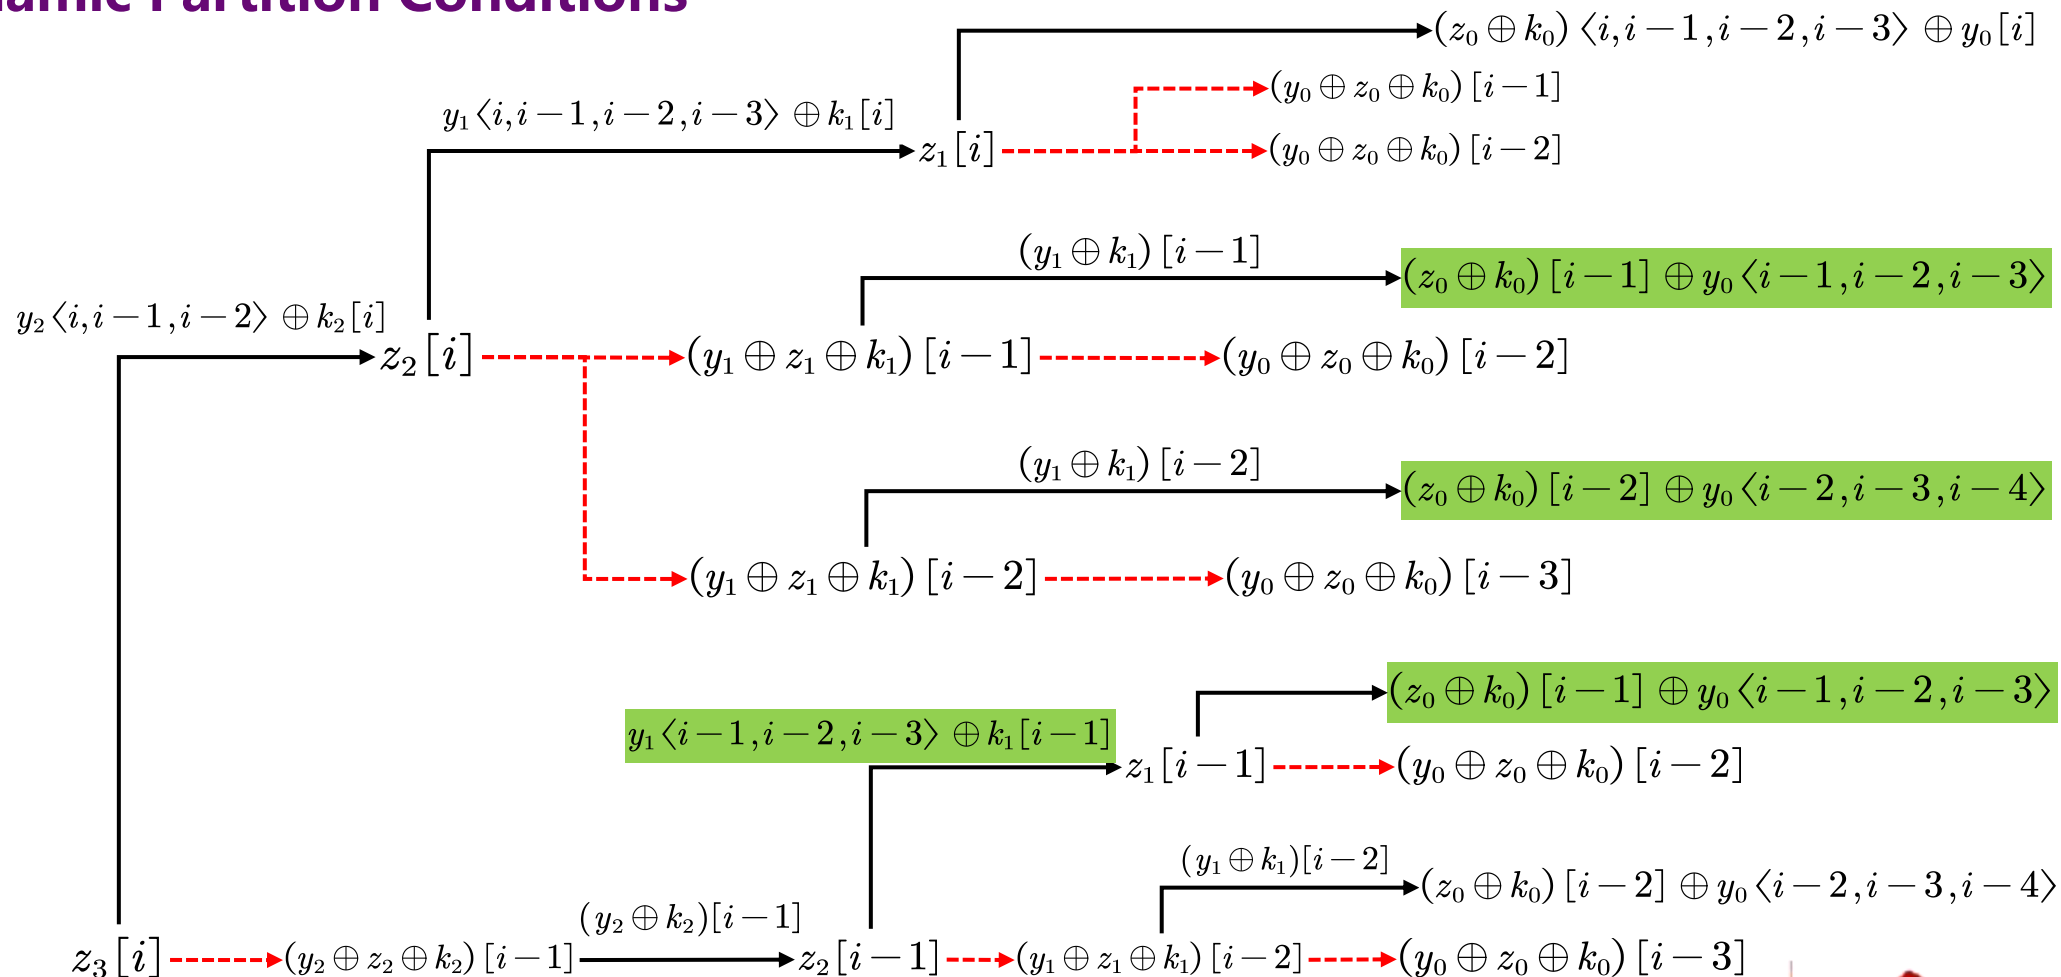 amic Partition Conditions
(z₀ ⊕ k₀) ⟨i, i − 1, i − 2, i − 3⟩ ⊕ y₀[i]
(y₀ ⊕ z₀ ⊕ k₀) [i − 1]
y₁⟨i, i − 1, i − 2, i − 3⟩ ⊕ k₁[i]
z₁[i]
(y₀ ⊕ z₀ ⊕ k₀) [i − 2]
(y₁ ⊕ k₁) [i − 1]
(z₀ ⊕ k₀) [i − 1] ⊕ y₀⟨i − 1, i − 2, i − 3⟩
y₂⟨i, i − 1, i − 2⟩ ⊕ k₂[i]
z₂[i]
(y₁ ⊕ z₁ ⊕ k₁) [i − 1]
(y₀ ⊕ z₀ ⊕ k₀) [i − 2]
(y₁ ⊕ k₁) [i − 2]
(z₀ ⊕ k₀) [i − 2] ⊕ y₀⟨i − 2, i − 3, i − 4⟩
(y₁ ⊕ z₁ ⊕ k₁) [i − 2]
(y₀ ⊕ z₀ ⊕ k₀) [i − 3]
(z₀ ⊕ k₀) [i − 1] ⊕ y₀⟨i − 1, i − 2, i − 3⟩
y₁⟨i − 1, i − 2, i − 3⟩ ⊕ k₁[i − 1]
z₁[i − 1]
(y₀ ⊕ z₀ ⊕ k₀) [i − 2]
(y₁ ⊕ k₁)[i − 2]
(z₀ ⊕ k₀) [i − 2] ⊕ y₀⟨i − 2, i − 3, i − 4⟩
(y₂ ⊕ k₂)[i − 1]
z₃[i]
(y₂ ⊕ z₂ ⊕ k₂) [i − 1]
z₂[i − 1]
(y₁ ⊕ z₁ ⊕ k₁) [i − 2]
(y₀ ⊕ z₀ ⊕ k₀) [i − 3]